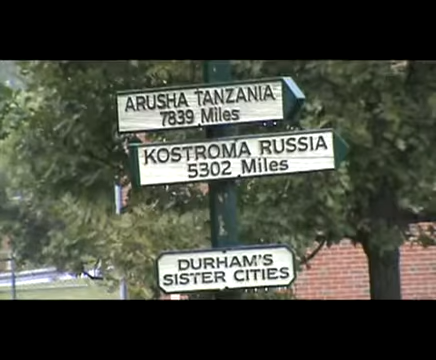 ARUSHA TANZANIA
7839 Miles
KOSTROMA RUSSIA
5302 Miles
DURHAM'S
SISTER CITIES